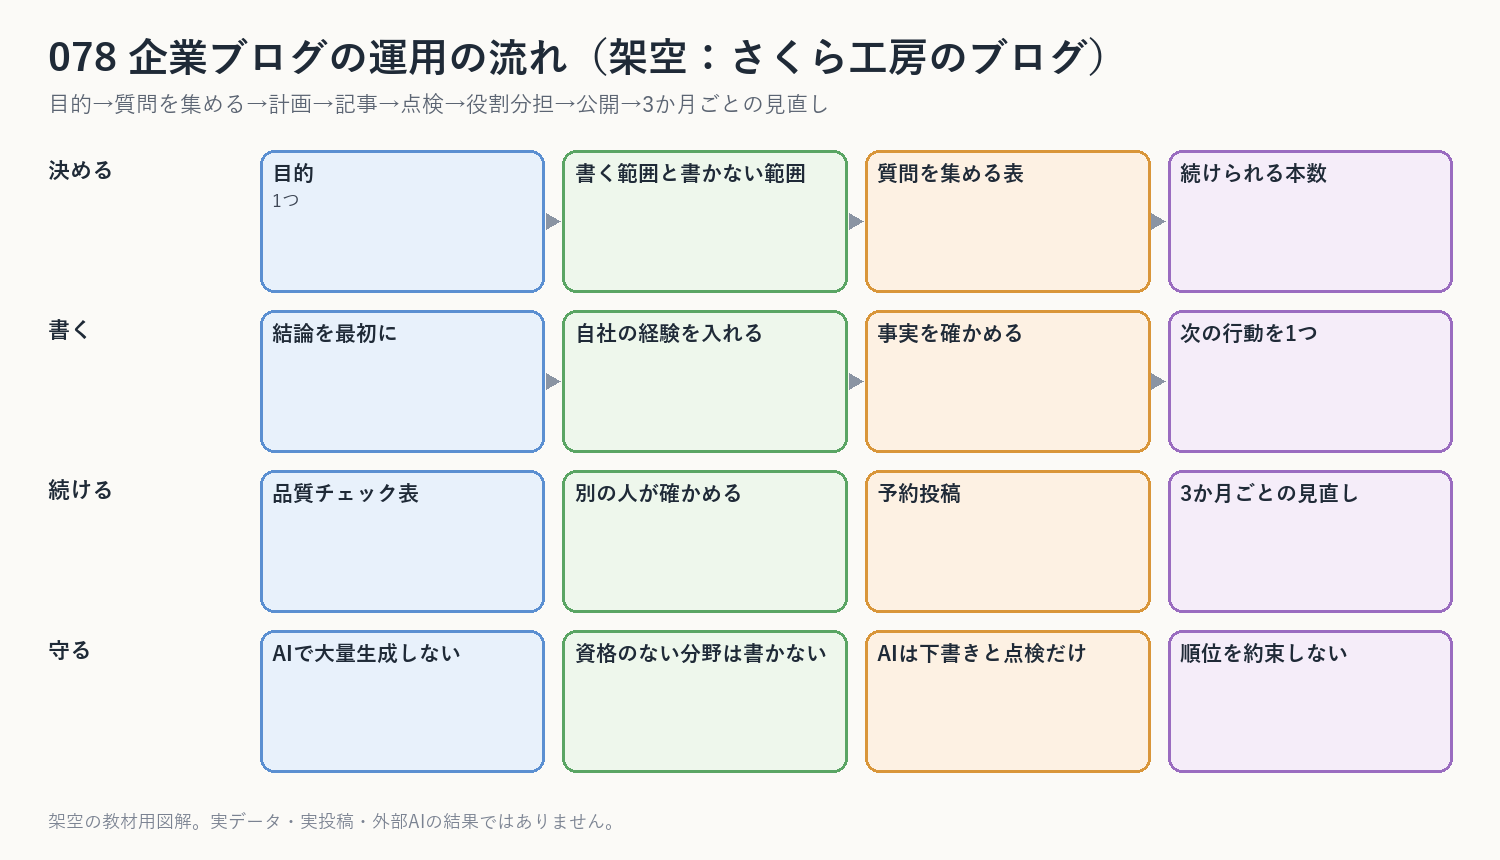 078 企業ブログの運用の流れ（架空：さくら工房のブログ）
目的→質問を集める→計画→記事→点検→役割分担→公開→3か月ごとの見直し
決める
目的
1つ
書く範囲と書かない範囲
質問を集める表
続けられる本数
書く
結論を最初に
自社の経験を入れる
事実を確かめる
次の行動を1つ
続ける
品質チェック表
別の人が確かめる
予約投稿
3か月ごとの見直し
守る
AIで大量生成しない
資格のない分野は書かない
AIは下書きと点検だけ
順位を約束しない
架空の教材用図解。実データ・実投稿・外部AIの結果ではありません。